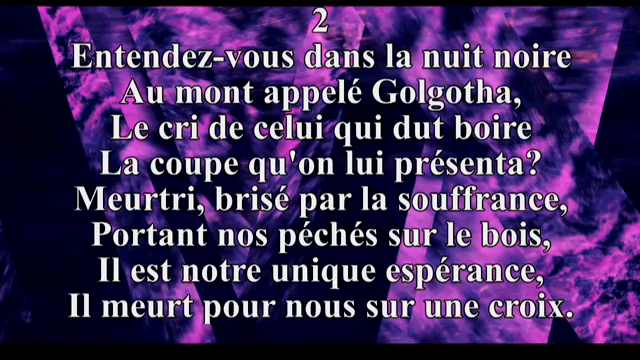 2
Entendez-vous dans la nuit noire
Au mont appelé Golgotha,
Le cri de celui qui dut boire
La coupe qu'on lui présenta?
Meurtri, brisé par la souffrance,
Portant nos péchés sur le bois,
Il est notre unique espérance,
Il meurt pour nous sur une croix.